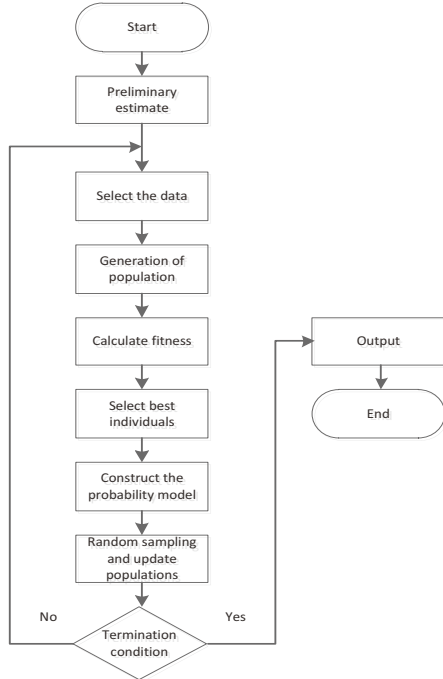 Start
Preliminary
estimate
Select the data
Generation of
population
Calculate fitness
Select best
individuals
Construct the
probability model
Random sampling
and update
populations
Termination
condition
No
Yes
Output
End